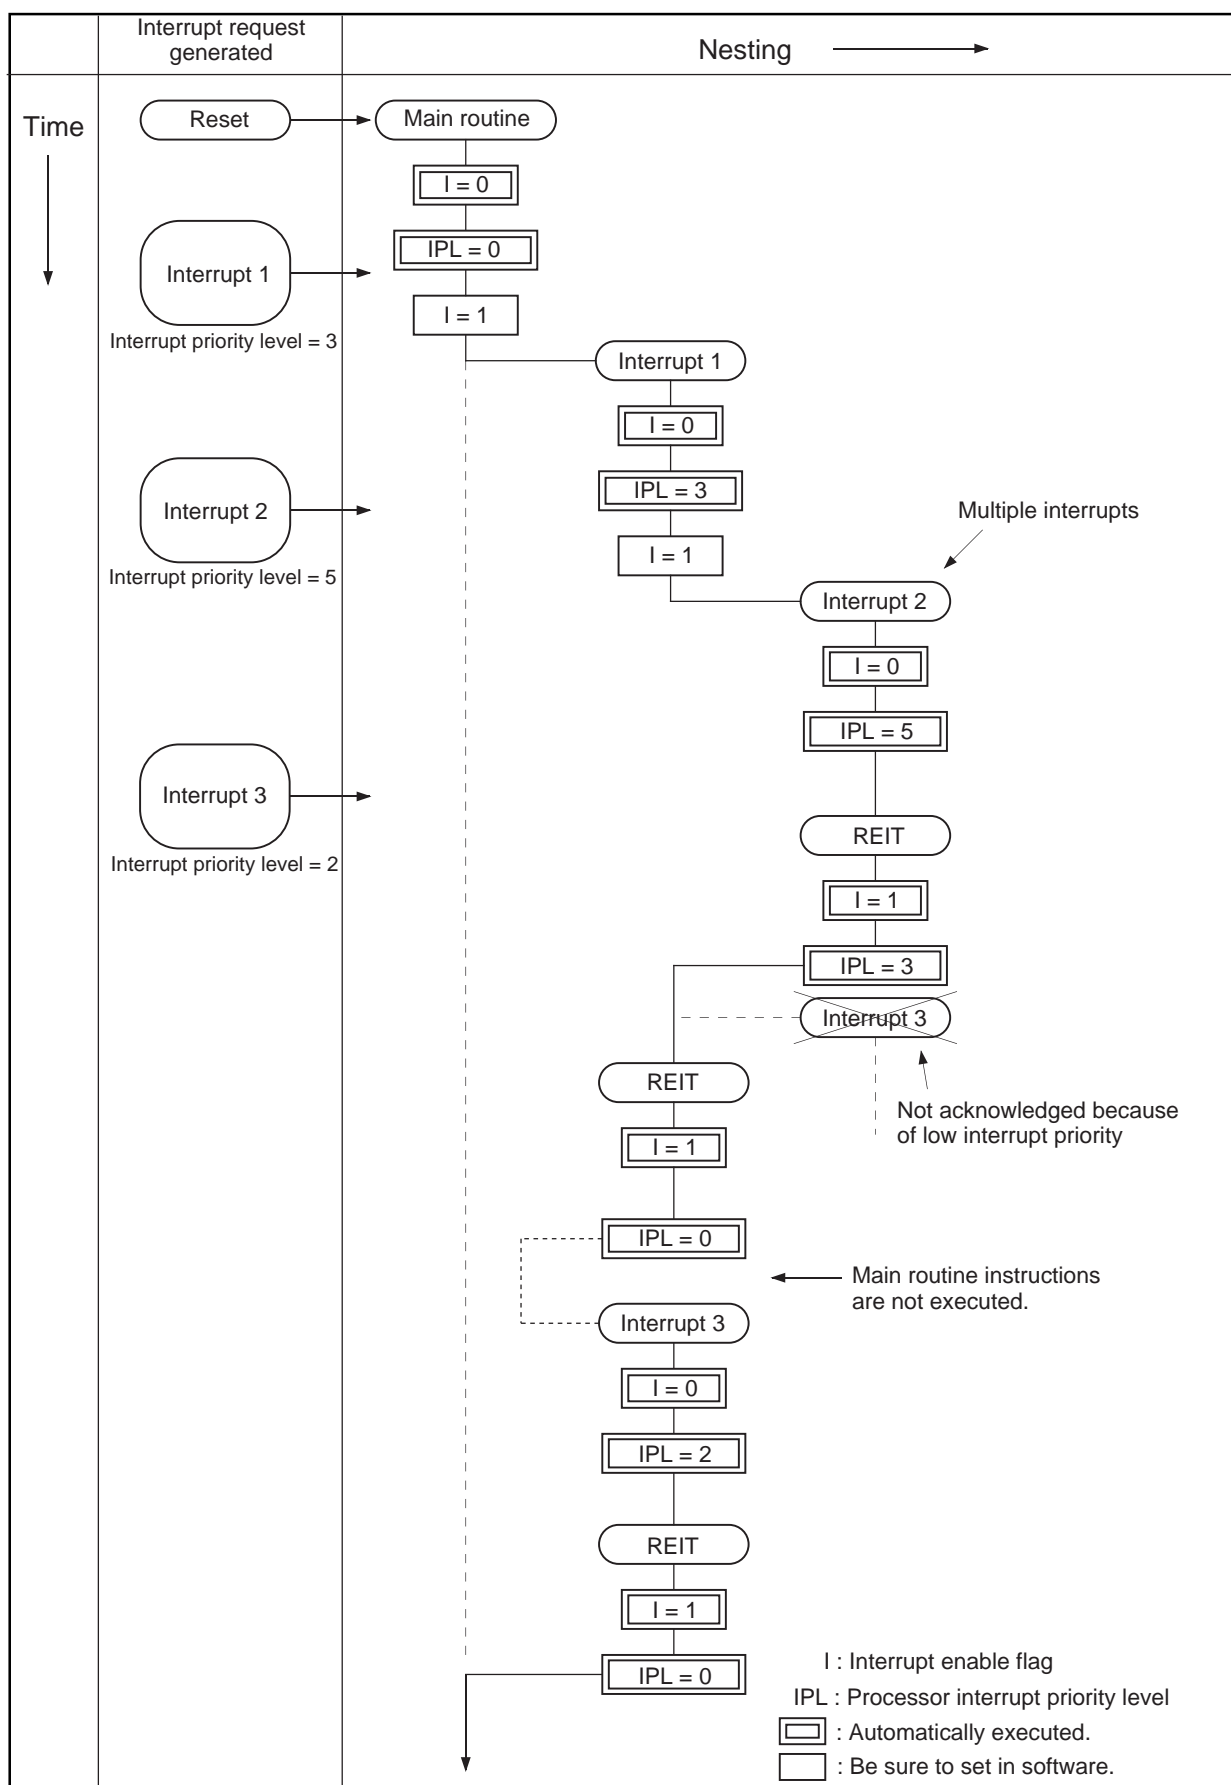 Interrupt request
generated
Nesting
Time
Reset
Main routine
I = 0
IPL = 0
Interrupt 1
I = 1
Interrupt priority level = 3
Interrupt 1
I = 0
IPL = 3
Interrupt 2
Multiple interrupts
I = 1
Interrupt priority level = 5
Interrupt 2
I = 0
IPL = 5
Interrupt 3
REIT
Interrupt priority level = 2
I = 1
IPL = 3
Interrupt 3
REIT
Not acknowledged because
of low interrupt priority
I = 1
IPL = 0
Main routine instructions
are not executed.
Interrupt 3
I = 0
IPL = 2
REIT
I = 1
IPL = 0
I : Interrupt enable flag
IPL : Processor interrupt priority level
: Automatically executed.
: Be sure to set in software.